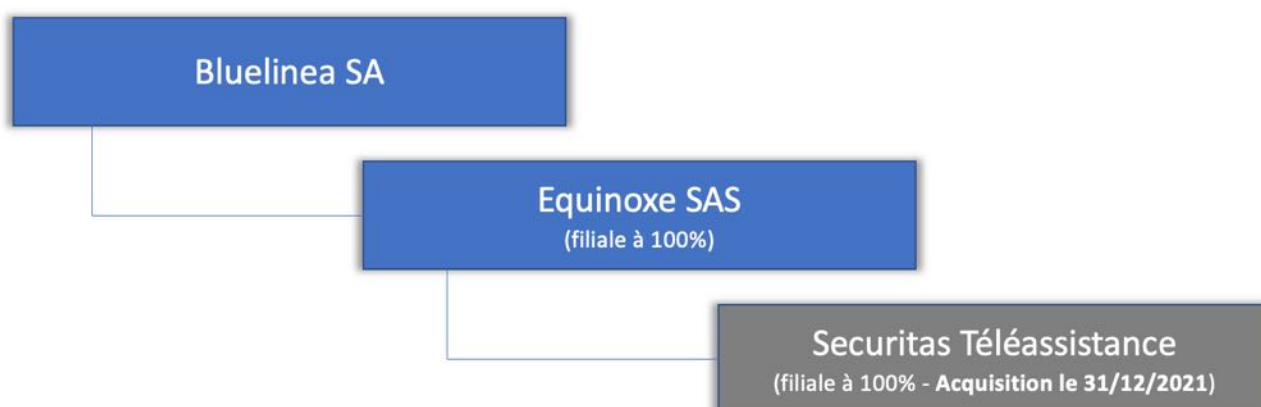 Bluelinea SA
Equinoxe SAS
(filiale à 100%)
Securitas Téléassistance
(filiale à 100% - Acquisition le 31/12/2021)